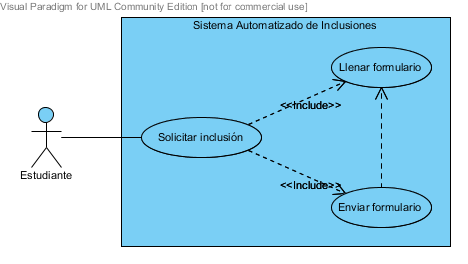 Visual Paradigm for UML Community Edition [not for commercial use]
Sistema Automatizado de Inclusiones
Llenar formulario
<<Include>>
Solicitar inclusión
Estudiante
<<Include>>
Enviar formulario